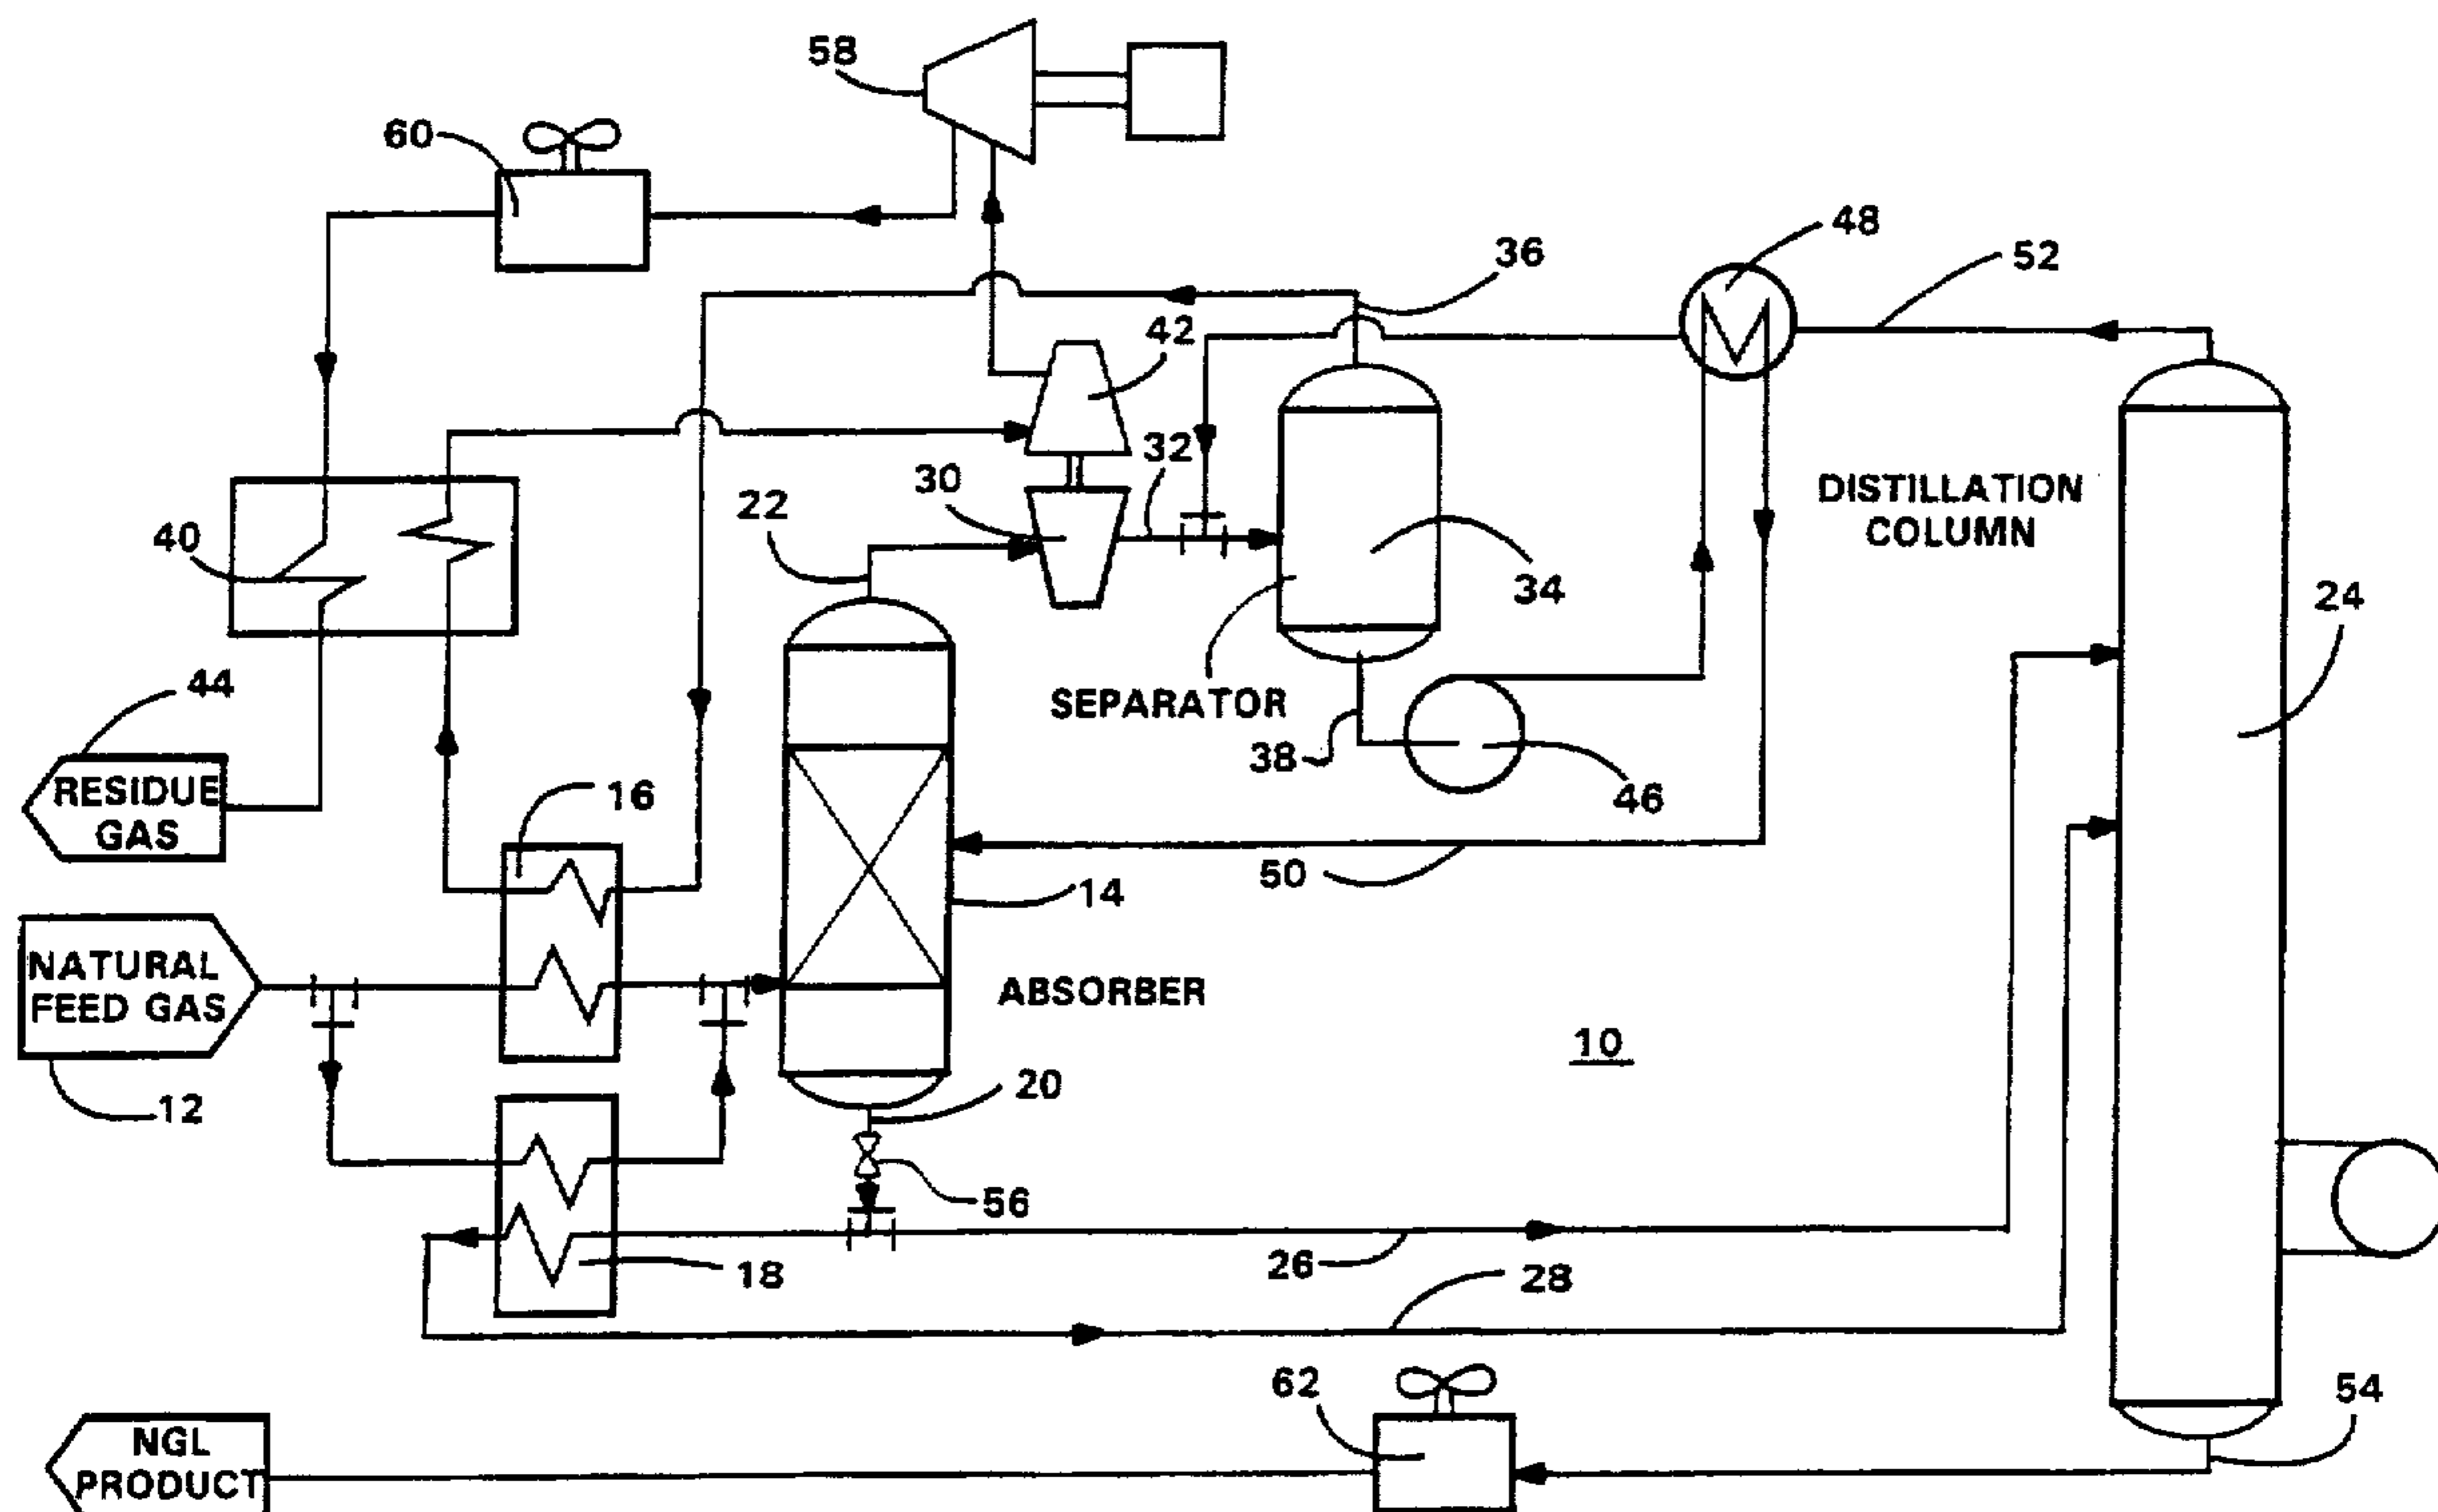 58
60
48
36
52
42
32
30
22
DISTILLATION
COLUMN
40
34
24
44
SEPARATOR
38
46
RESIDUE
GAS
16
50
14
NATURAL
FEED GAS
ABSORBER
10
20
12
56
26
18
28
62
54
NGL
PRODUCT